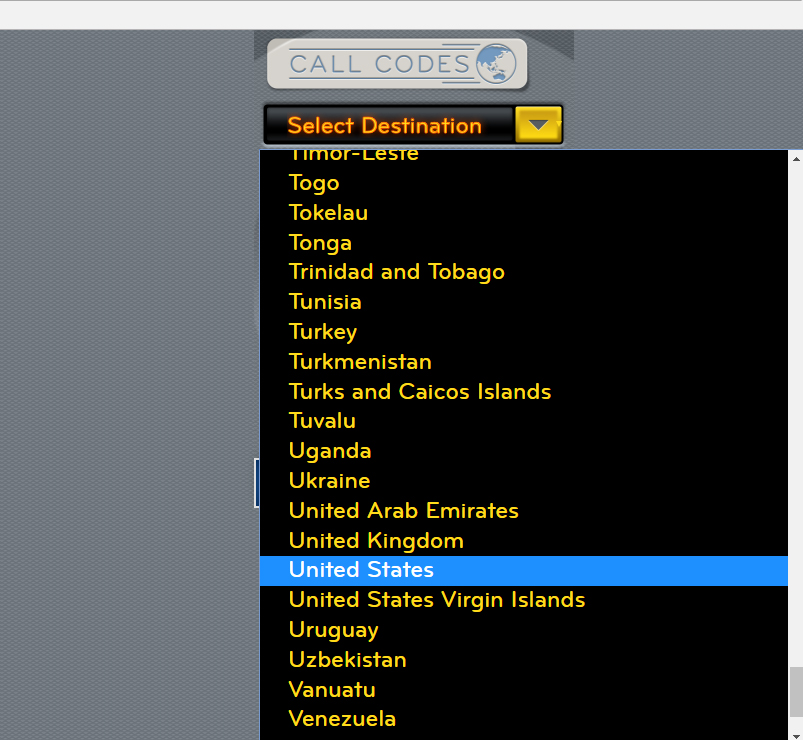 CALL CODES
Select Destination
Timor-Leste
Togo
Tokelau
Tonga
Trinidad and Tobago
Tunisia
Turkey
Turkmenistan
Turks and Caicos Islands
Tuvalu
Uganda
Ukraine
United Arab Emirates
United Kingdom
United States
United States Virgin Islands
Uruguay
Uzbekistan
Vanuatu
Venezuela